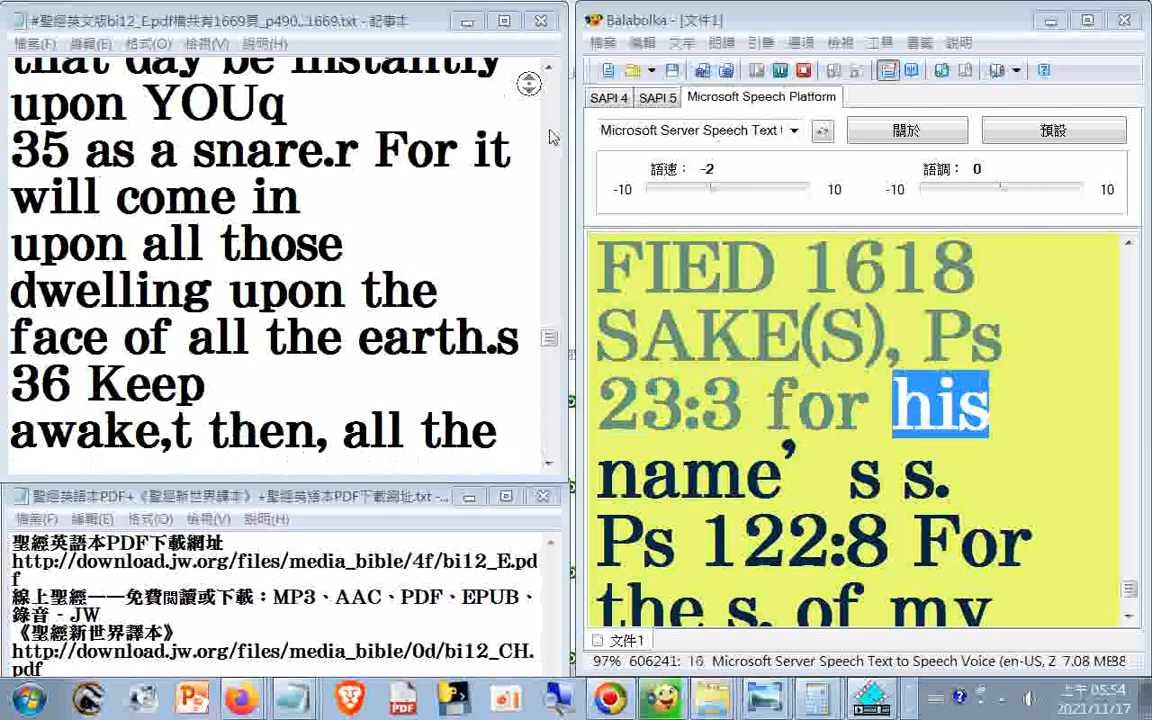 #聖經英文版bi12_E.pdf檔共有1669頁_p490...1669.txt - 記事本
檔案(F) 編輯(E) 格式(O) 檢視(V) 說明(H)
that day be instantly
upon YOUq
35 as a snare.r For it
will come in
upon all those
dwelling upon the
face of all the earth.s
36 Keep
awake,t then, all the
聖經英語本PDF+《聖經新世界譯本》+聖經英語本PDF下載網址.txt - ...
檔案(F) 編輯(E) 格式(O) 檢視(V) 說明(H)
聖經英語本PDF下載網址
http://download.jw.org/files/media_bible/4f/bi12_E.pd
f
線上聖經——免費閱讀或下載：MP3、AAC、PDF、EPUB、
錄音 - JW
《聖經新世界譯本》
http://download.jw.org/files/media_bible/0d/bi12_CH.
pdf
Balabolka - [文件1]
檔案 編輯 文字 朗讀 引擎 選項 檢視 工具 書籤 說明
SAPI 4 SAPI 5 Microsoft Speech Platform
Microsoft Server Speech Text 關於 預設
語速： -2 語調： 0
-10 10 -10 10
FIED 1618
SAKE(S), Ps
23:3 for his
name’s s.
Ps 122:8 For
the s. of my
文件1
97% 606241: 16 Microsoft Server Speech Text to Speech Voice (en-US, Z 7.08 MB
PDF
上午 05:54
2021/11/17